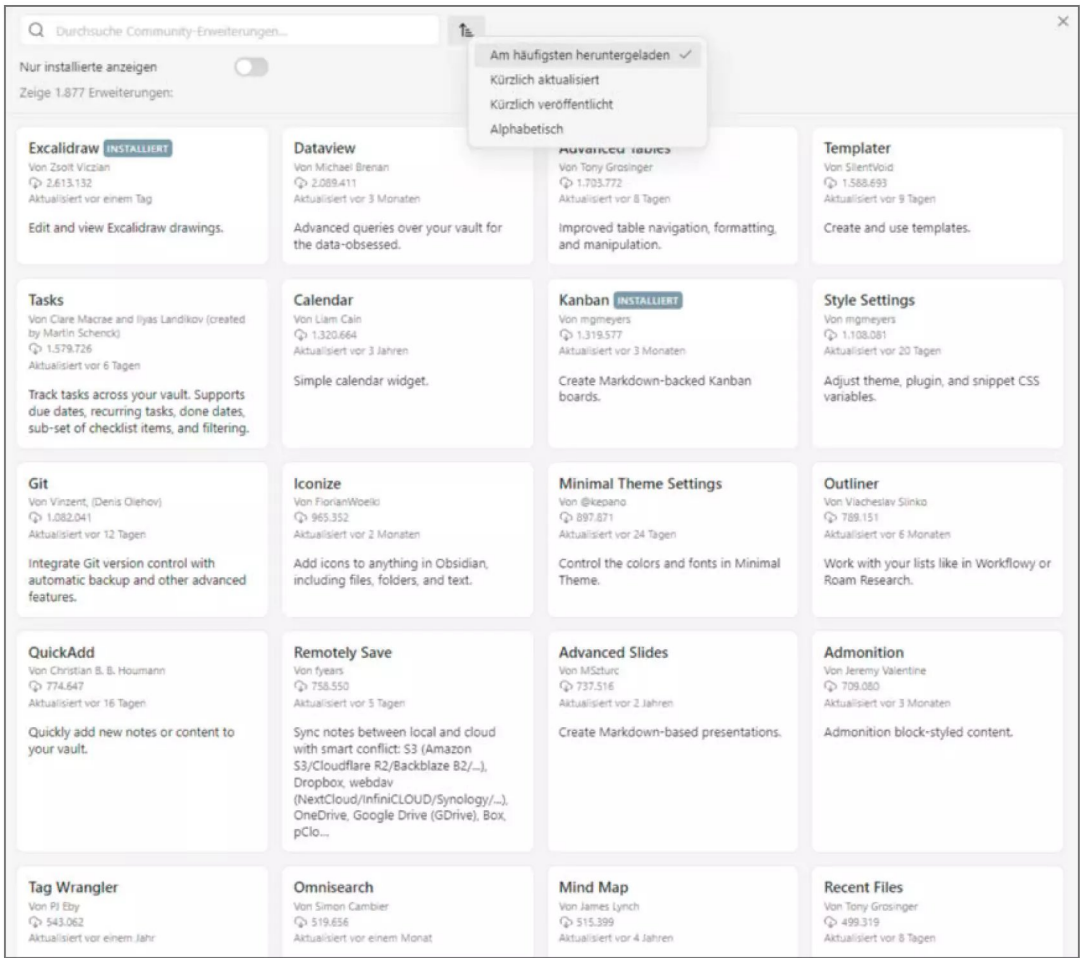 Durchsuche Community-Erweiterungen...
Am häufigsten heruntergeladen
Kürzlich aktualisiert
Kürzlich veröffentlicht
Alphabetisch
Nur installierte anzeigen
Zeige 1.877 Erweiterungen:
Excalidraw INSTALLIERT
Von Zsolt Viczian
2.613.132
Aktualisiert vor einem Tag
Edit and view Excalidraw drawings.
Dataview
Von Michael Brenan
2.089.411
Aktualisiert vor 3 Monaten
Advanced queries over your vault for
the data-obsessed.
Advanced Tables
Von Tony Grosinger
1.703.772
Aktualisiert vor 8 Tagen
Improved table navigation, formatting,
and manipulation.
Templater
Von SilentVoid
1.588.693
Aktualisiert vor 9 Tagen
Create and use templates.
Tasks
Von Clare Macrae and Ilyas Landikov (created
by Martin Schenck)
1.579.726
Aktualisiert vor 6 Tagen
Track tasks across your vault. Supports
due dates, recurring tasks, done dates,
sub-set of checklist items, and filtering.
Calendar
Von Liam Cain
1.320.664
Aktualisiert vor 3 Jahren
Simple calendar widget.
Kanban INSTALLIERT
Von mgmeyers
1.319.577
Aktualisiert vor 3 Monaten
Create Markdown-backed Kanban
boards.
Style Settings
Von mgmeyers
1.108.081
Aktualisiert vor 20 Tagen
Adjust theme, plugin, and snippet CSS
variables.
Git
Von Vinzent, (Denis Olehov)
1.082.041
Aktualisiert vor 12 Tagen
Integrate Git version control with
automatic backup and other advanced
features.
Iconize
Von FlorianWoelki
965.352
Aktualisiert vor 2 Monaten
Add icons to anything in Obsidian,
including files, folders, and text.
Minimal Theme Settings
Von @kepano
897.871
Aktualisiert vor 24 Tagen
Control the colors and fonts in Minimal
Theme.
Outliner
Von Viacheslav Slinko
789.151
Aktualisiert vor 6 Monaten
Work with your lists like in Workflowy or
Roam Research.
QuickAdd
Von Christian B. B. Houmann
774.647
Aktualisiert vor 16 Tagen
Quickly add new notes or content to
your vault.
Remotely Save
Von fyears
758.550
Aktualisiert vor 5 Tagen
Sync notes between local and cloud
with smart conflict: S3 (Amazon
S3/Cloudflare R2/Backblaze B2/...),
Dropbox, webdav
(NextCloud/InfiniCLOUD/Synology/...),
OneDrive, Google Drive (GDrive), Box,
pClo...
Advanced Slides
Von MSzturc
737.516
Aktualisiert vor 2 Jahren
Create Markdown-based presentations.
Admonition
Von Jeremy Valentine
709.080
Aktualisiert vor 3 Monaten
Admonition block-styled content.
Tag Wrangler
Von PJ Eby
543.062
Aktualisiert vor einem Jahr
Omnisearch
Von Simon Cambier
519.656
Aktualisiert vor einem Monat
Mind Map
Von James Lynch
515.399
Aktualisiert vor 4 Jahren
Recent Files
Von Tony Grosinger
499.319
Aktualisiert vor 8 Tagen